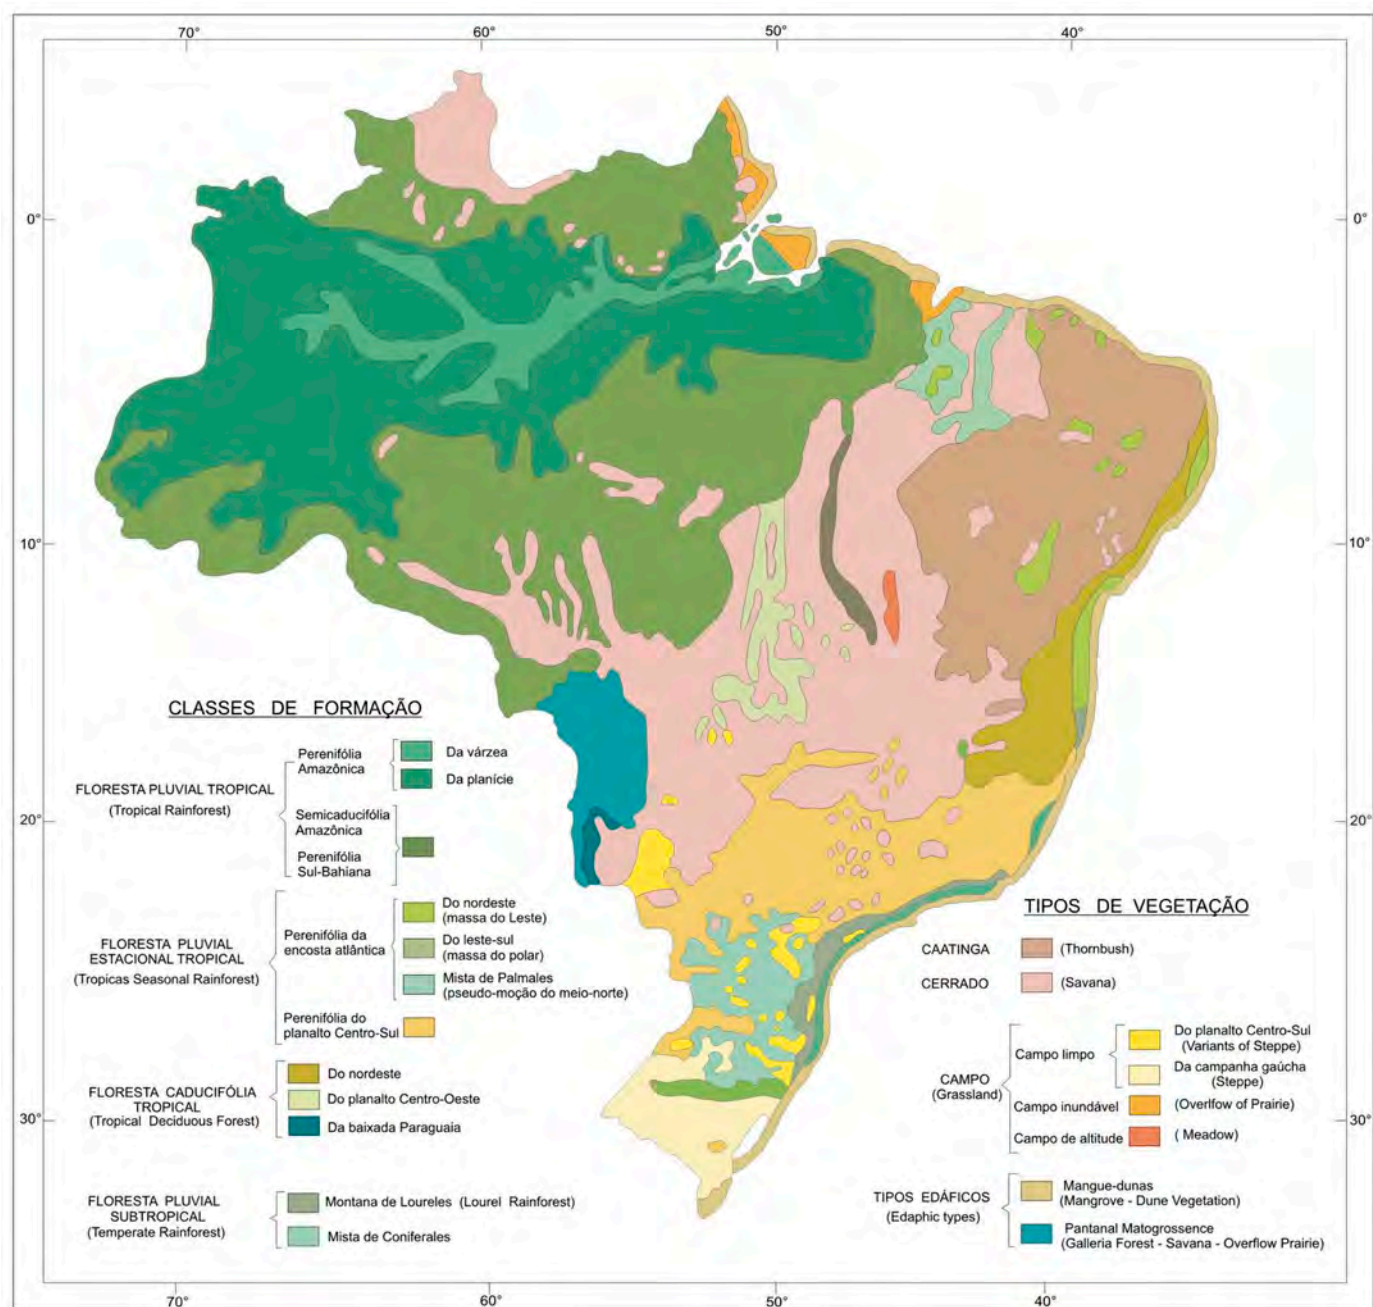 70°
60°
50°
40°
0°
0°
10°
10°
20°
20°
30°
30°
CLASSES DE FORMAÇÃO
FLORESTA PLUVIAL TROPICAL
(Tropical Rainforest)
Perenifólia
Amazônica
Da várzea
Da planície
Semicaducifólia
Amazônica
Perenifólia
Sul-Bahiana
FLORESTA PLUVIAL
ESTACIONAL TROPICAL
(Tropicas Seasonal Rainforest)
Perenifólia da
encosta atlântica
Do nordeste
(massa do Leste)
Do leste-sul
(massa do polar)
Mista de Palmales
(pseudo-moção do meio-norte)
Perenifólia do
planalto Centro-Sul
FLORESTA CADUCIFÓLIA
TROPICAL
(Tropical Deciduous Forest)
Do nordeste
Do planalto Centro-Oeste
Da baixada Paraguaia
FLORESTA PLUVIAL
SUBTROPICAL
(Temperate Rainforest)
Montana de Loureles (Lourel Rainforest)
Mista de Coniferales
TIPOS DE VEGETAÇÃO
CAATINGA
(Thornbush)
CERRADO
(Savana)
CAMPO
(Grassland)
Campo limpo
Do planalto Centro-Sul
(Variants of Steppe)
Da campanha gaúcha
(Steppe)
Campo inundável
(Overlfow of Prairie)
Campo de altitude
( Meadow)
TIPOS EDÁFICOS
(Edaphic types)
Mangue-dunas
(Mangrove - Dune Vegetation)
Pantanal Matogrossence
(Galleria Forest - Savana - Overflow Prairie)
70°
60°
50°
40°